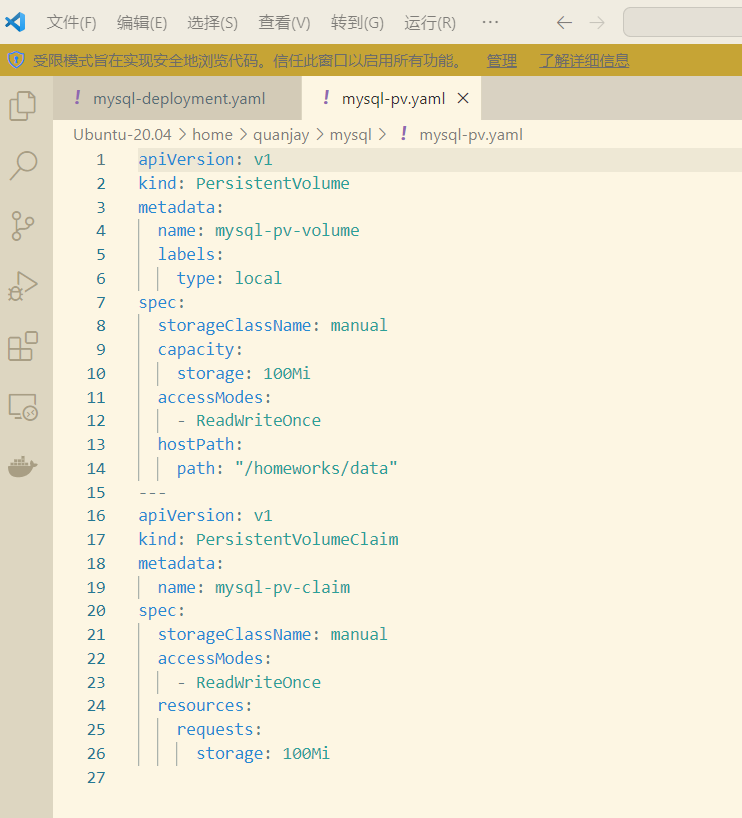 文件(F) 编辑(E) 选择(S) 查看(V) 转到(G) 运行(R) ···
受限模式旨在实现安全地浏览代码。信任此窗口以启用所有功能。 管理 了解详细信息
! mysql-deployment.yaml ! mysql-pv.yaml
Ubuntu-20.04 > home > quanjay > mysql > ! mysql-pv.yaml
1 apiVersion: v1
2 kind: PersistentVolume
3 metadata:
4   name: mysql-pv-volume
5   labels:
6     type: local
7 spec:
8   storageClassName: manual
9   capacity:
10     storage: 100Mi
11   accessModes:
12     - ReadWriteOnce
13   hostPath:
14     path: "/homeworks/data"
15 ---
16 apiVersion: v1
17 kind: PersistentVolumeClaim
18 metadata:
19   name: mysql-pv-claim
20 spec:
21   storageClassName: manual
22   accessModes:
23     - ReadWriteOnce
24   resources:
25     requests:
26       storage: 100Mi
27